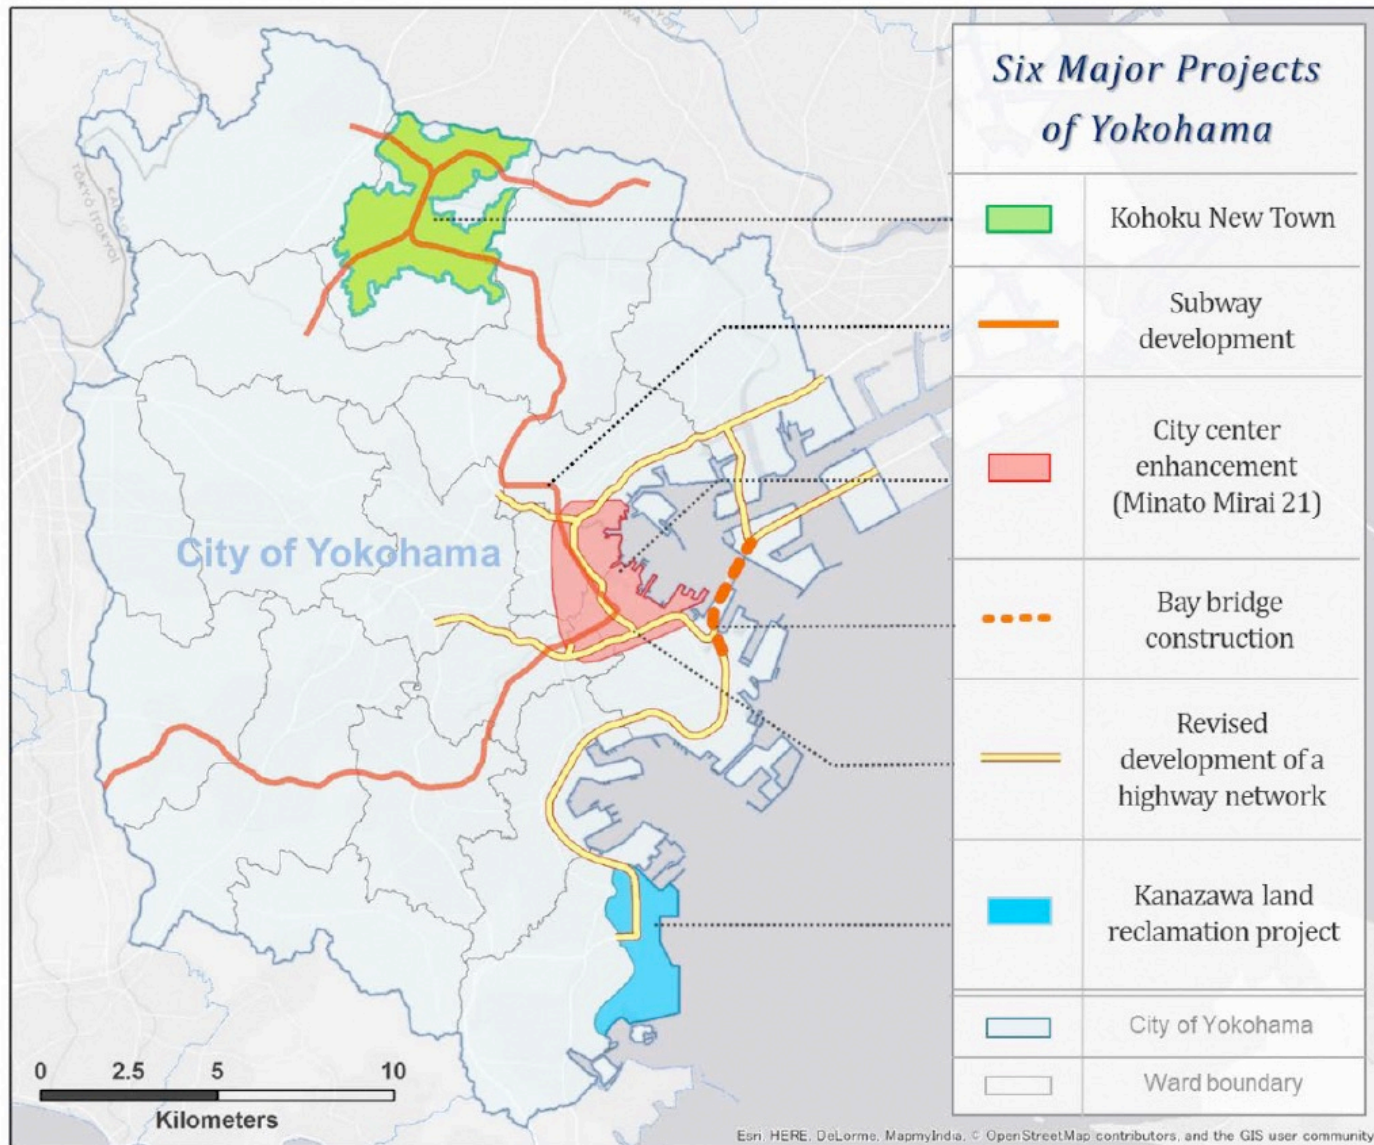 Six Major Projects
of Yokohama
Kohoku New Town
Subway
development
City center
enhancement
(Minato Mirai 21)
Bay bridge
construction
Revised
development of a
highway network
Kanazawa land
reclamation project
City of Yokohama
Ward boundary
City of Yokohama
TOKYO
TOKYO
0 2.5 5 10
Kilometers
Esri, HERE, DeLorme, MapmyIndia, © OpenStreetMap contributors, and the GIS user community